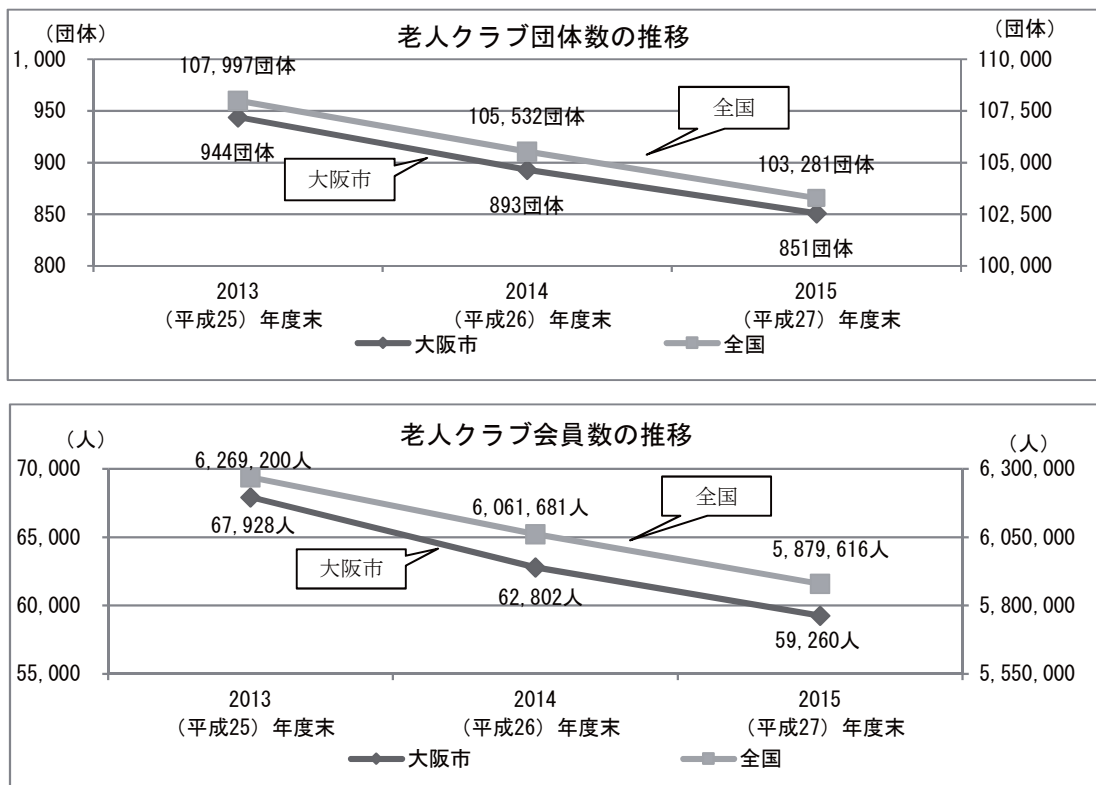 老人クラブ団体数の推移
（団体）
（団体）
1,000
950
900
850
800
110,000
107,500
105,000
102,500
100,000
107,997団体
105,532団体
103,281団体
全国
大阪市
944団体
893団体
851団体
2013
（平成25）年度末
2014
（平成26）年度末
2015
（平成27）年度末
大阪市
全国
老人クラブ会員数の推移
（人）
（人）
70,000
65,000
60,000
55,000
6,300,000
6,050,000
5,800,000
5,550,000
6,269,200人
6,061,681人
5,879,616人
全国
大阪市
67,928人
62,802人
59,260人
2013
（平成25）年度末
2014
（平成26）年度末
2015
（平成27）年度末
大阪市
全国